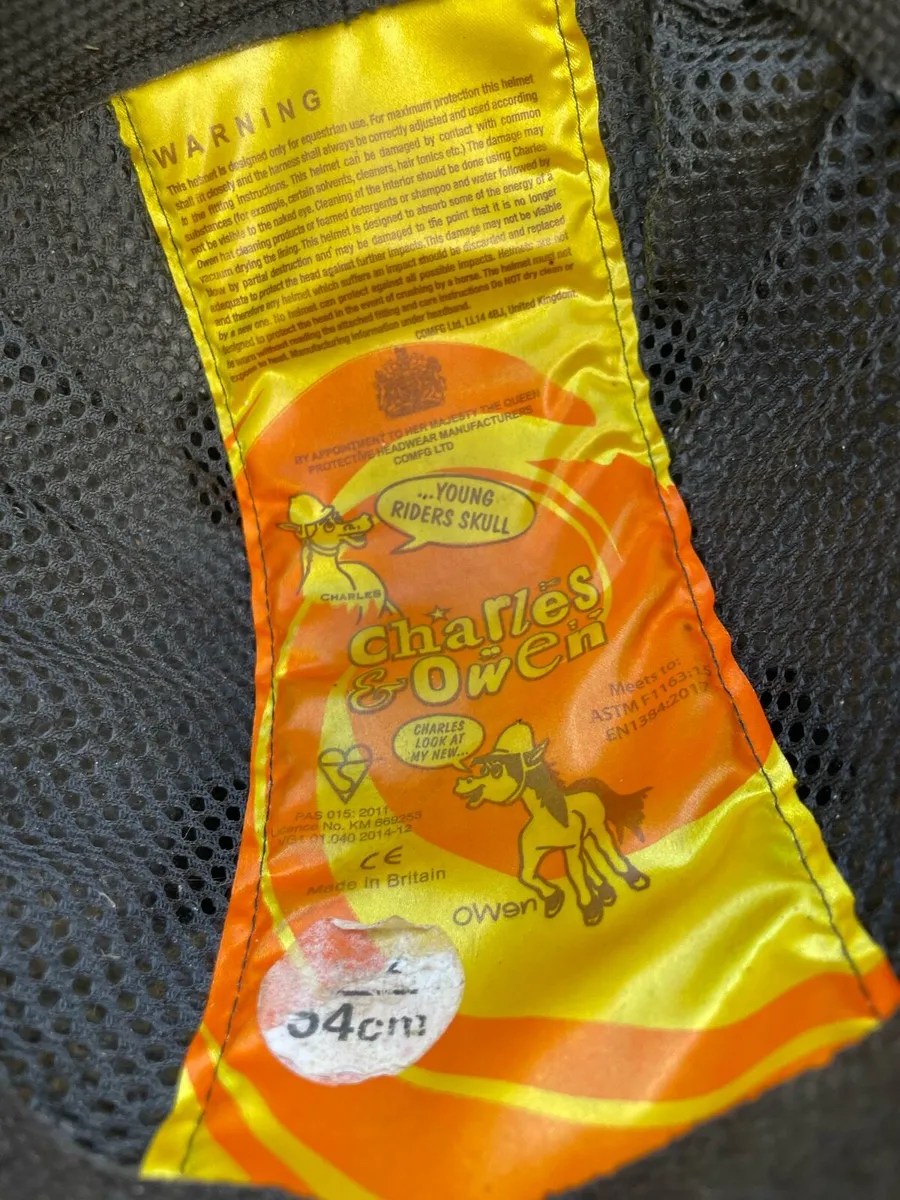 WARNING
This helmet is designed only for equestrian use. For maximum protection this helmet
shall fit closely and the harness shall always be correctly adjusted and used according
to the fitting instructions. This helmet can be damaged by contact with common
substances (for example, certain solvents, cleaners, hair tonics etc.) The damage may
not be visible to the naked eye. Cleaning of the interior should be done using Charles
Owen hat cleaning products or foamed detergents or shampoo and water followed by
vacuum drying the lining. This helmet is designed to absorb some of the energy of a
blow by partial destruction and may be damaged to the point that it is no longer
adequate to protect the head against further impacts. This damage may not be visible
and therefore any helmet which suffers an impact should be discarded and replaced
by a new one. No helmet can protect against all possible impacts. Helmets are not
designed to protect the head in the event of crushing by a horse. The helmet must not
be worn without reading the attached fitting and care instructions Do NOT dry clean or
expose to heat. Manufacturing information under headband.
COMFG Ltd, LL14 4BJ, United Kingdom.
BY APPOINTMENT TO HER MAJESTY THE QUEEN
PROTECTIVE HEADWEAR MANUFACTURERS
COMFG LTD
...YOUNG
RIDERS SKULL
CHARLES
Charles
& Owen
Meets to:
ASTM F1163:15
EN1384:2017
CHARLES
LOOK AT
MY NEW...
PAS 015: 2011
Licence No. KM 669253
VG1 01.040 2014-12
CE
Made in Britain
Owen
54cm